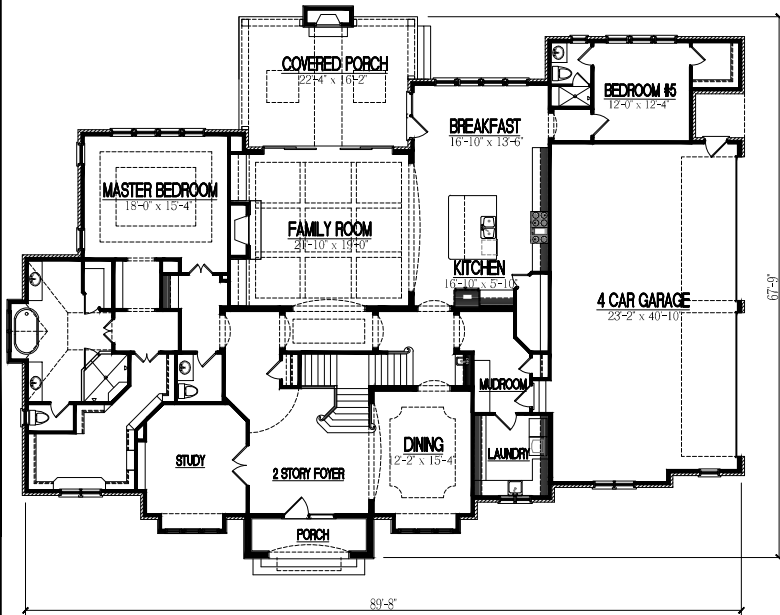 COVERED PORCH
22'-4" x 16'-2"
BEDROOM #5
12'-0" x 12'-4"
BREAKFAST
16'-10" x 13'-6"
MASTER BEDROOM
18'-0" x 15'-4"
FAMILY ROOM
21'-10" x 19'-0"
KITCHEN
16'-10" x 5'-10"
4 CAR GARAGE
23'-2" x 40'-10"
67'-9"
MUDROOM
DINING
12'-2" x 15'-4"
LAUNDRY
STUDY
2 STORY FOYER
PORCH
89'-8"